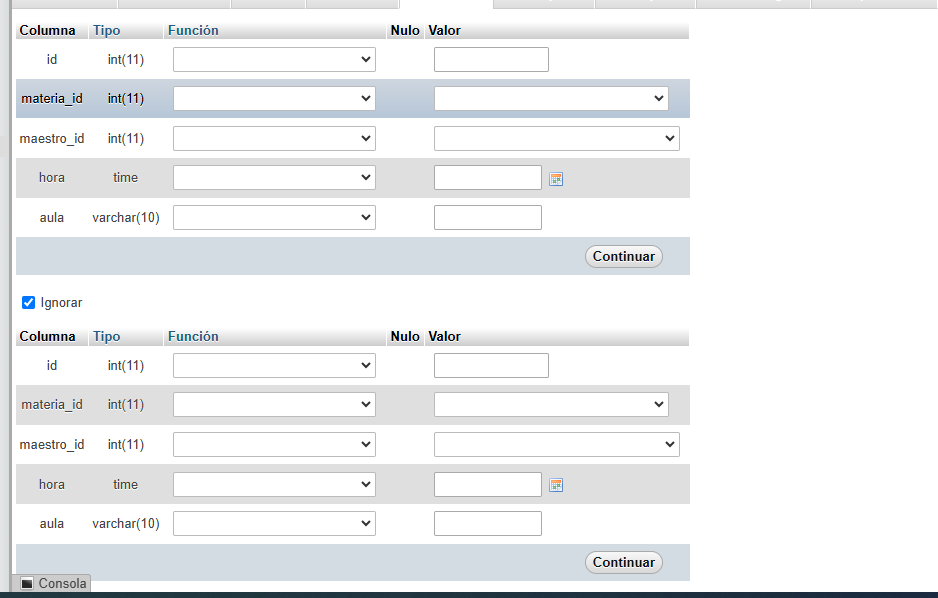 Columna Tipo Función Nulo Valor
id int(11)
materia_id int(11)
maestro_id int(11)
hora time
aula varchar(10)
Continuar
Ignorar
Columna Tipo Función Nulo Valor
id int(11)
materia_id int(11)
maestro_id int(11)
hora time
aula varchar(10)
Continuar
Consola